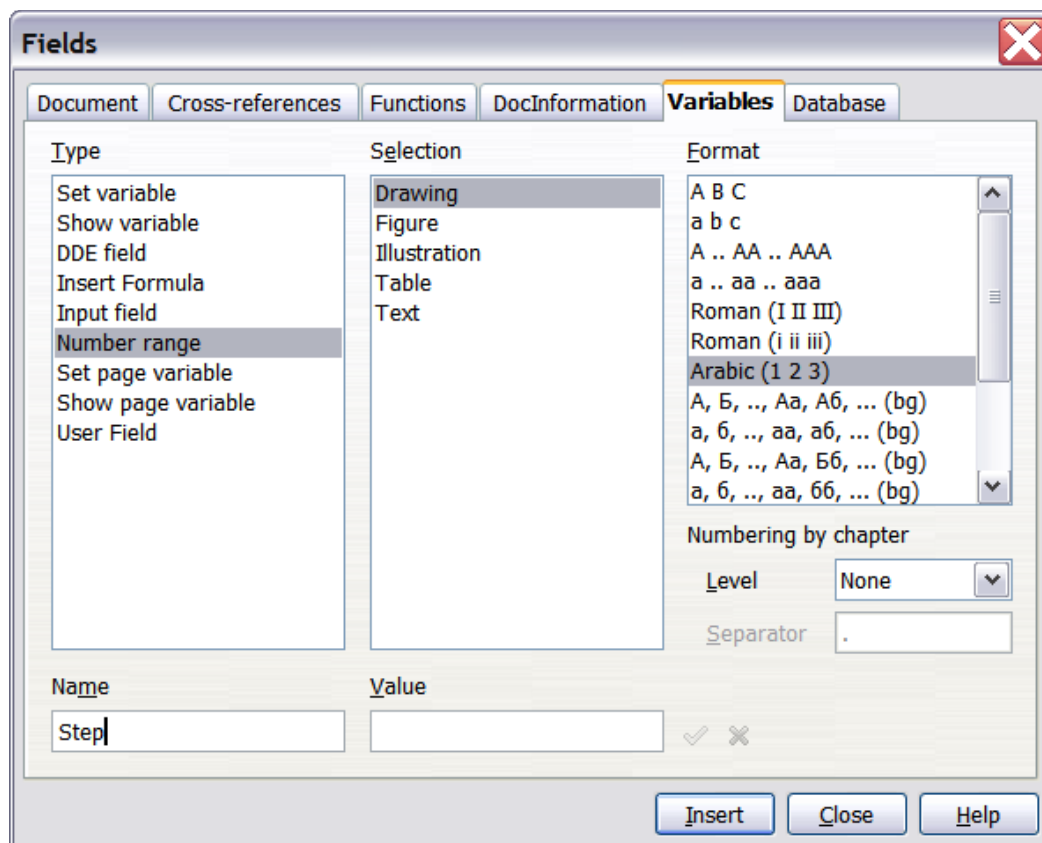 Fields
Document Cross-references Functions DocInformation Variables Database
Type
Set variable
Show variable
DDE field
Insert Formula
Input field
Number range
Set page variable
Show page variable
User Field
Selection
Drawing
Figure
Illustration
Table
Text
Format
A B C
a b c
A .. AA .. AAA
a .. aa .. aaa
Roman (I II III)
Roman (i ii iii)
Arabic (1 2 3)
А, Б, .., Аа, Аб, ... (bg)
а, б, .., аа, аб, ... (bg)
А, Б, .., Аа, Бб, ... (bg)
а, б, .., аа, бб, ... (bg)
Numbering by chapter
Level None
Separator .
Name
Step
Value
Insert Close Help